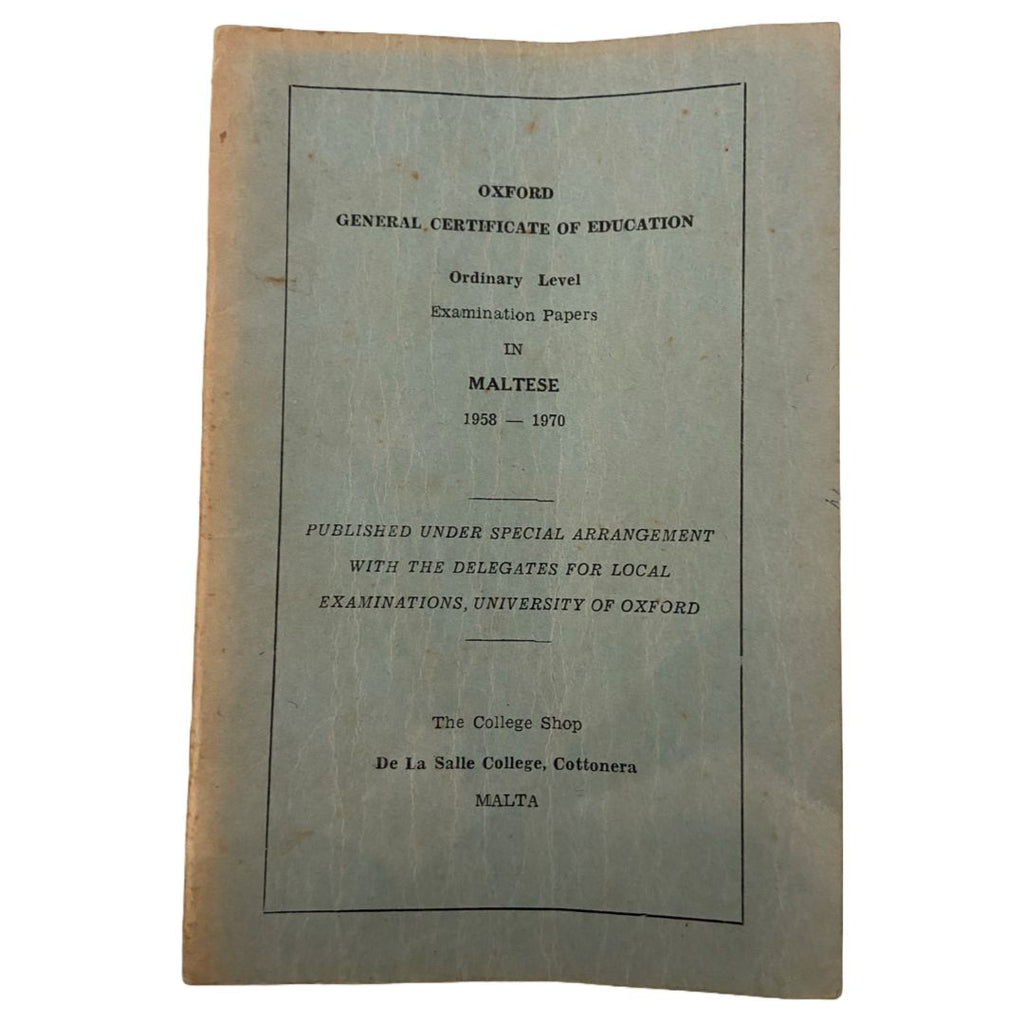 OXFORD
GENERAL CERTIFICATE OF EDUCATION
Ordinary Level
Examination Papers
IN
MALTESE
1958 — 1970
PUBLISHED UNDER SPECIAL ARRANGEMENT
WITH THE DELEGATES FOR LOCAL
EXAMINATIONS, UNIVERSITY OF OXFORD
The College Shop
De La Salle College, Cottonera
MALTA